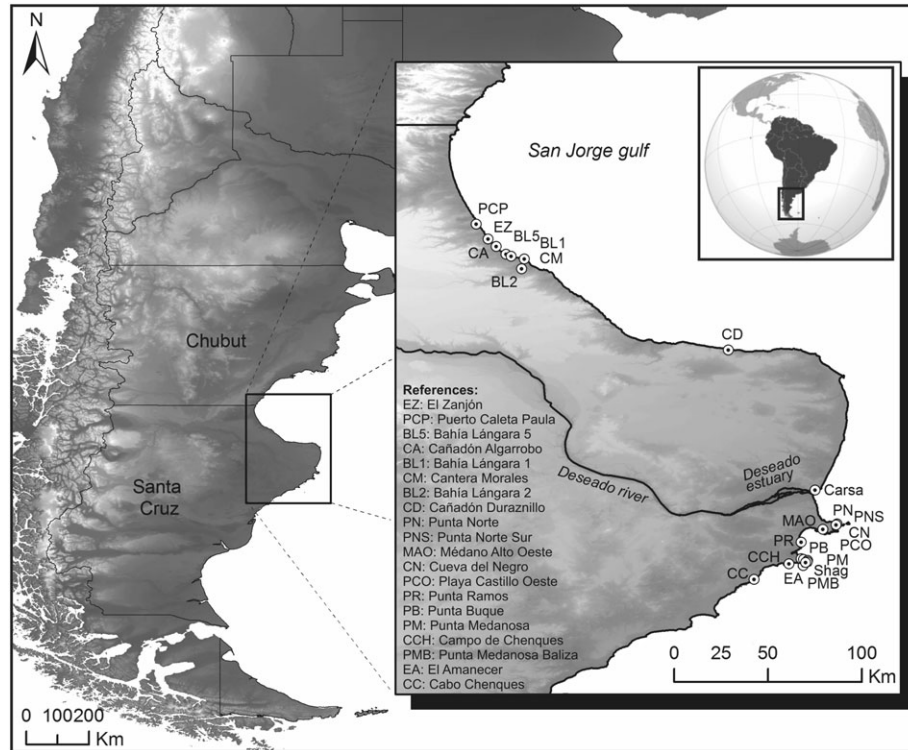 N
Chubut
Santa
Cruz
0 100200
Km
San Jorge gulf
PCP
EZ
BL5
BL1
CA
CM
BL2
CD
References:
EZ: El Zanjón
PCP: Puerto Caleta Paula
BL5: Bahía Lángara 5
CA: Cañadón Algarrobo
BL1: Bahía Lángara 1
CM: Cantera Morales
BL2: Bahía Lángara 2
CD: Cañadón Duraznillo
PN: Punta Norte
PNS: Punta Norte Sur
MAO: Médano Alto Oeste
CN: Cueva del Negro
PCO: Playa Castillo Oeste
PR: Punta Ramos
PB: Punta Buque
PM: Punta Medanosa
CCH: Campo de Chenques
PMB: Punta Medanosa Baliza
EA: El Amanecer
CC: Cabo Chenques
Deseado river
Deseado
estuary
Carsa
MAO
PN
PNS
CN
PR
PB
PCO
CCH
PM
Shag
CC
EA
PMB
0 25 50 100
Km